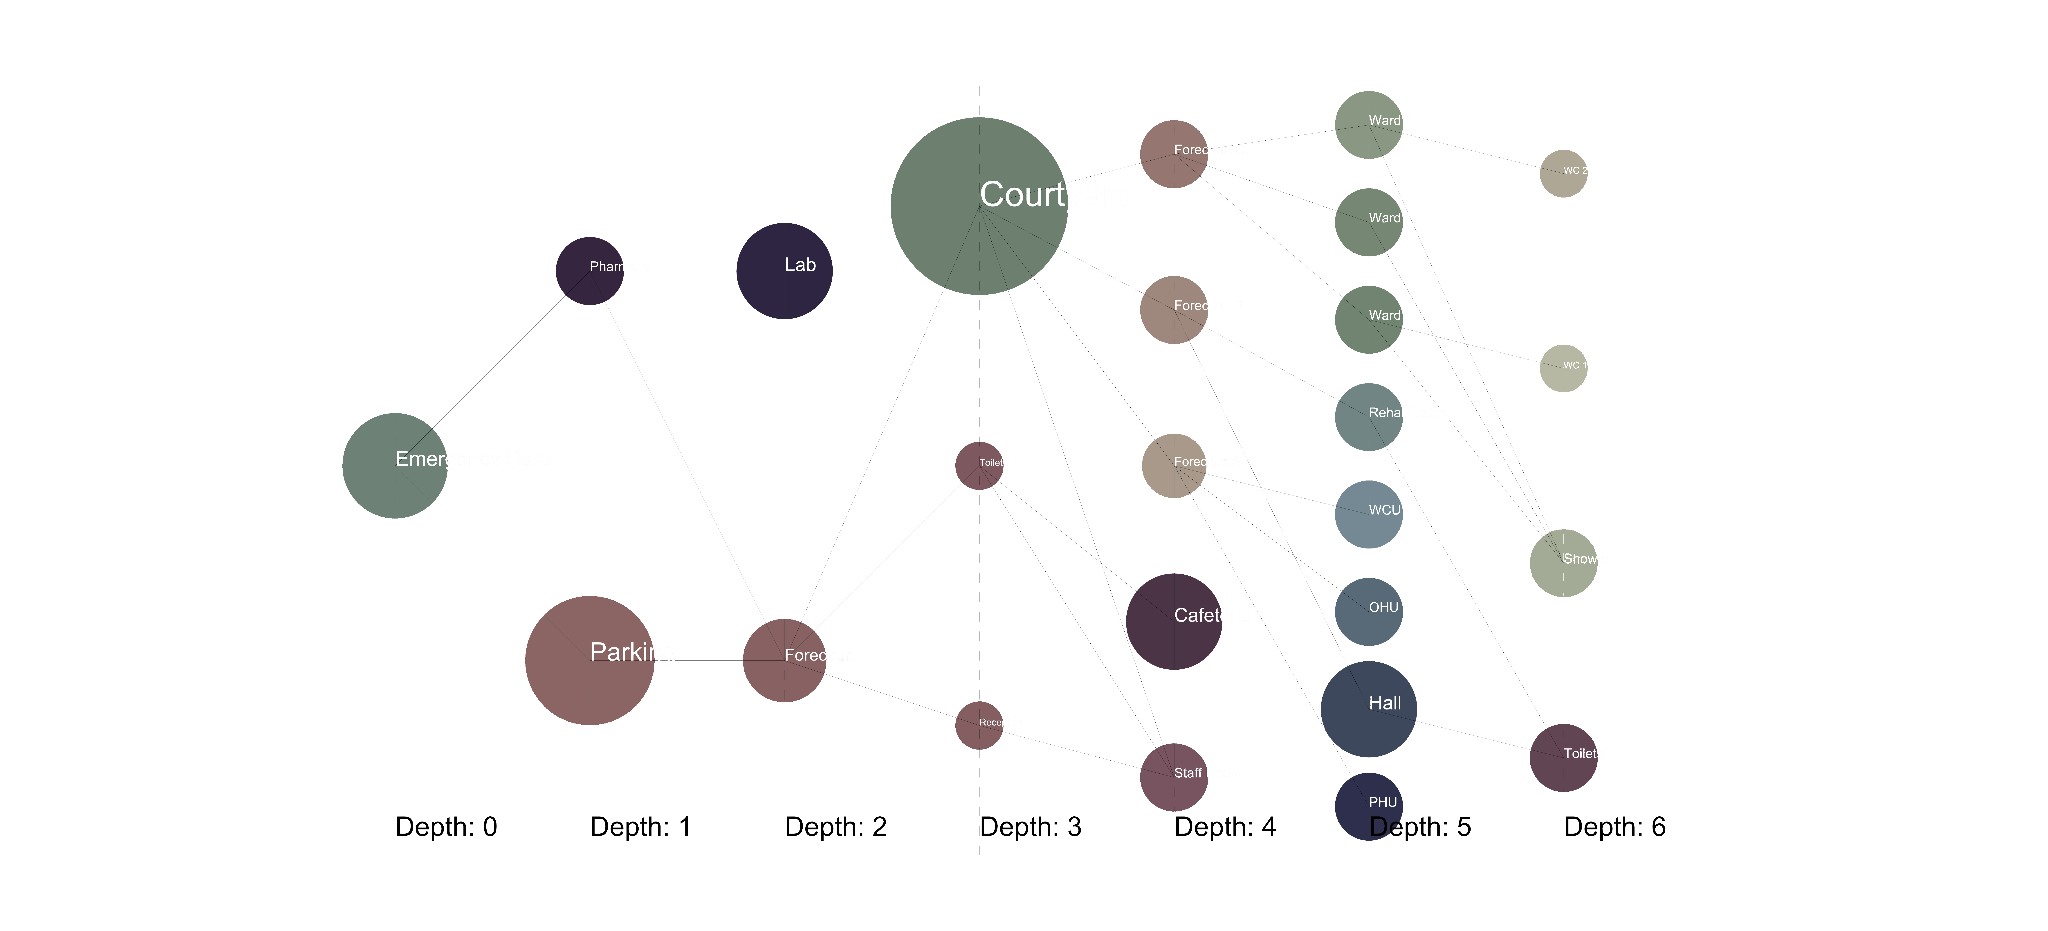 Ward
Forec
WC 2
Court
Ward
Pharm
Lab
Forec
Ward
WC 1
Rehal
Emerg
Toilet
Forec
WCU
Show
OHU
Cafete
Parking
Forec
Hall
Recep
Staff
Toilet
PHU
Depth: 0 Depth: 1 Depth: 2 Depth: 3 Depth: 4 Depth: 5 Depth: 6